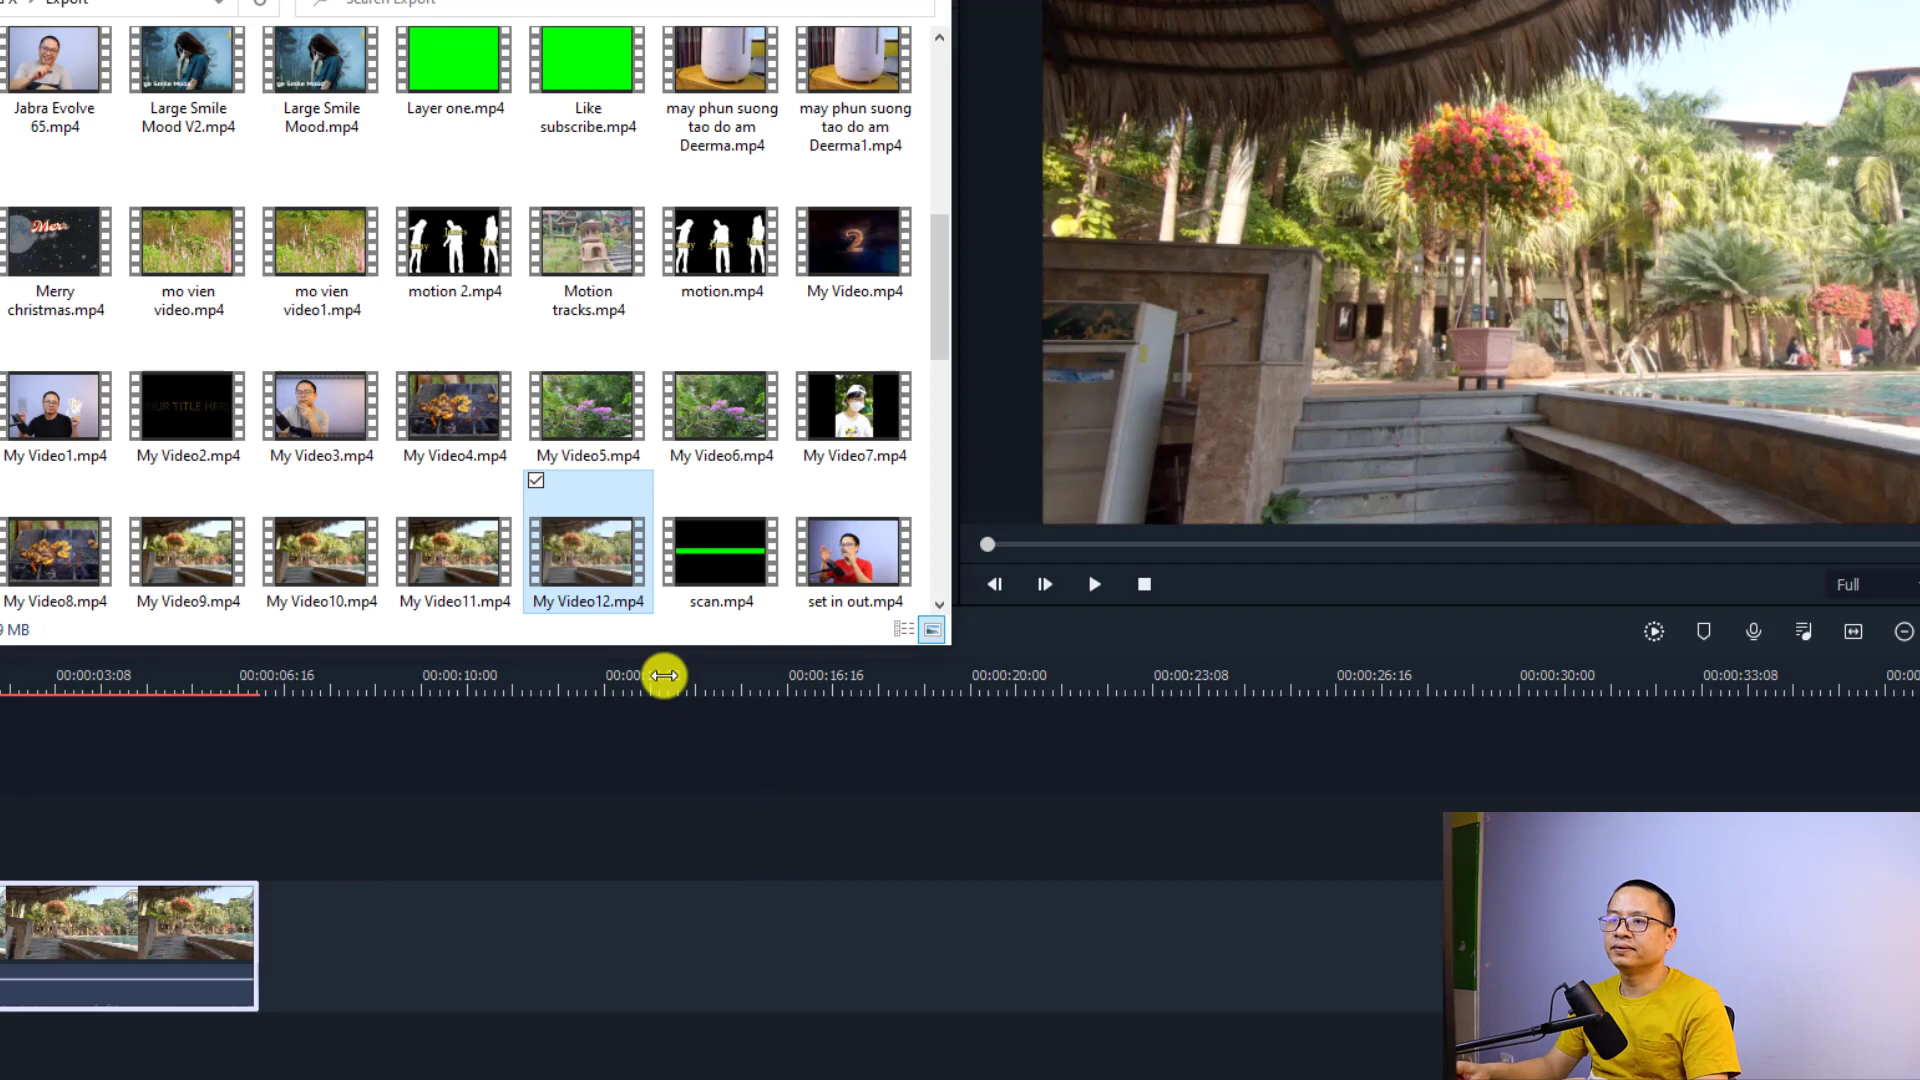 Export
Search Export
Jabra Evolve
65.mp4
Large Smile
Mood V2.mp4
Large Smile
Mood.mp4
Layer one.mp4
Like
subscribe.mp4
may phun suong
tao do am
Deerma.mp4
may phun suong
tao do am
Deerma1.mp4
Merry
christmas.mp4
mo vien
video.mp4
mo vien
video1.mp4
motion 2.mp4
Motion
tracks.mp4
motion.mp4
2
My Video.mp4
My Video1.mp4
My Video2.mp4
My Video3.mp4
My Video4.mp4
My Video5.mp4
My Video6.mp4
My Video7.mp4
My Video8.mp4
My Video9.mp4
My Video10.mp4
My Video11.mp4
My Video12.mp4
scan.mp4
set in out.mp4
MB
Full
00:00:03:08
00:00:06:16
00:00:10:00
00:00:16:16
00:00:20:00
00:00:23:08
00:00:26:16
00:00:30:00
00:00:33:08